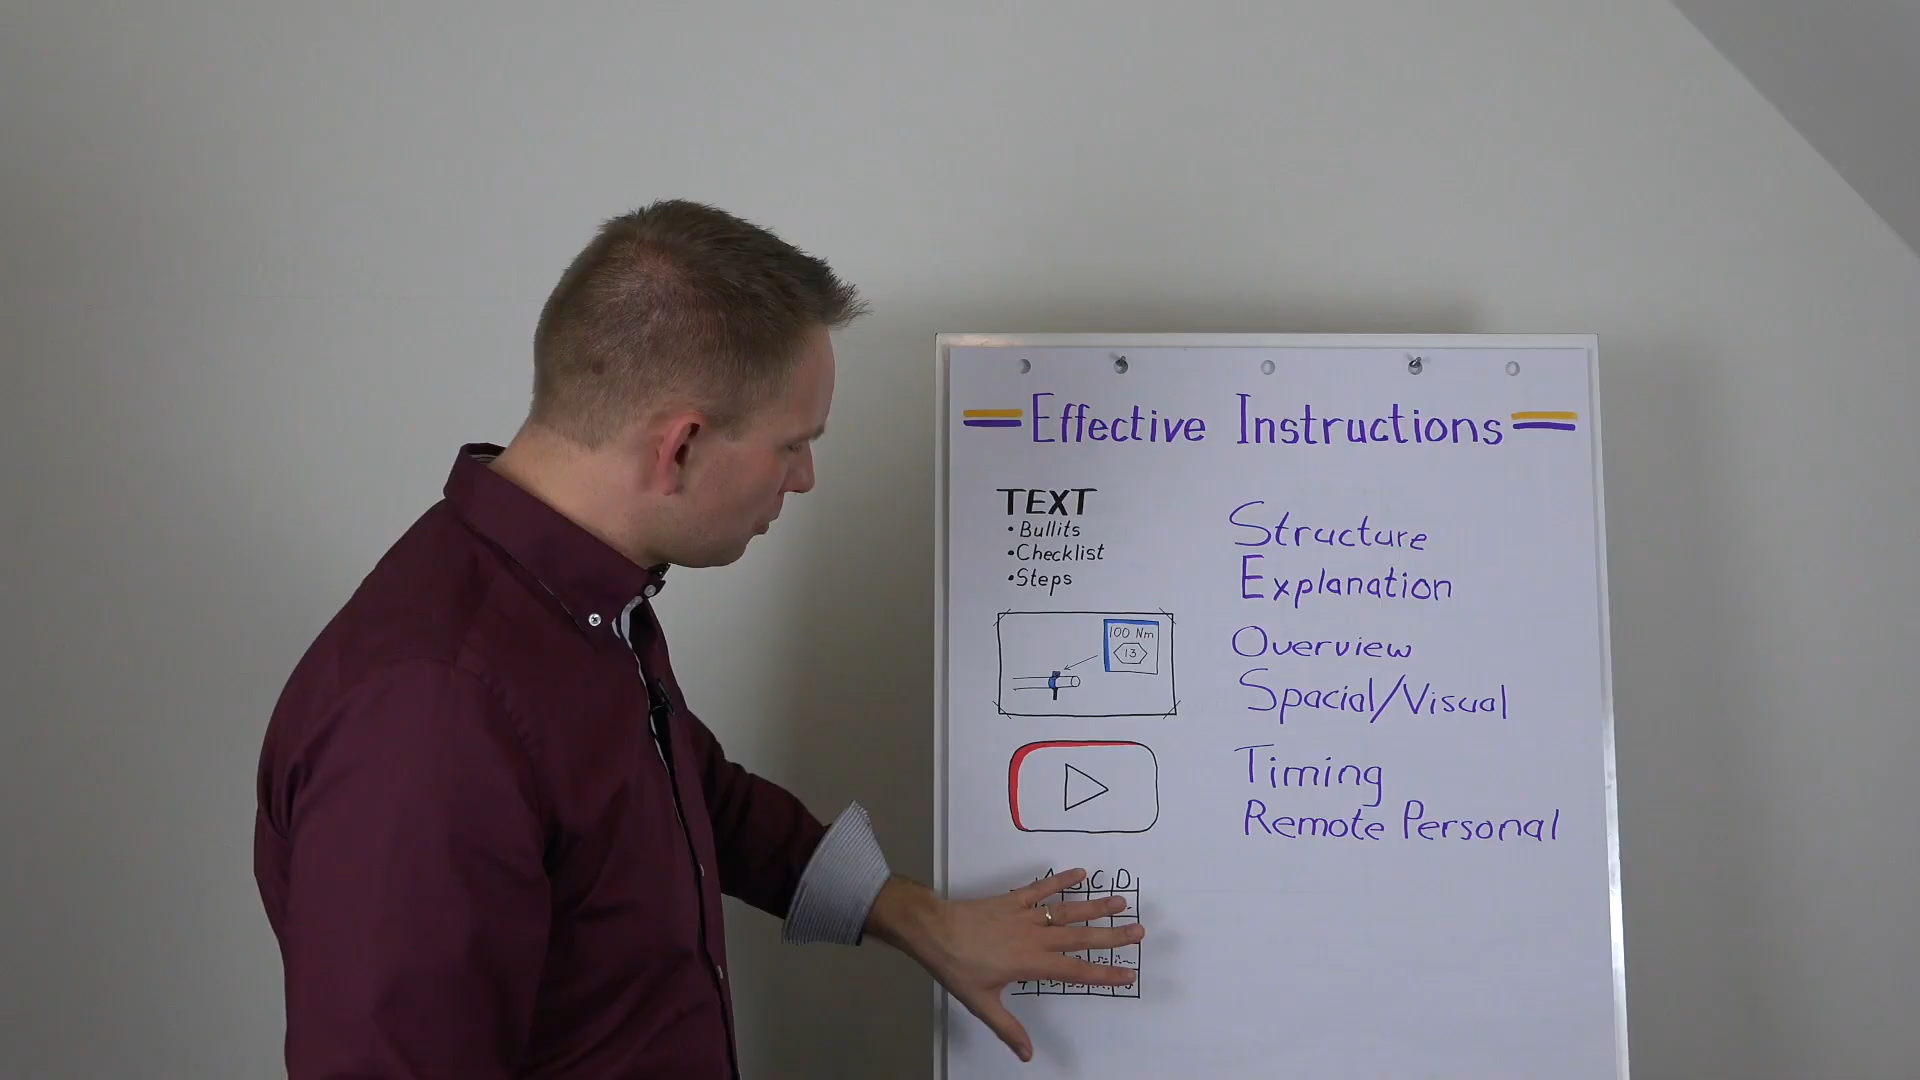 Effective Instructions
TEXT
• Bullits
• Checklist
• Steps
Structure
Explanation
100 Nm
13
Overview
Spacial/Visual
Timing
Remote Personal
C D